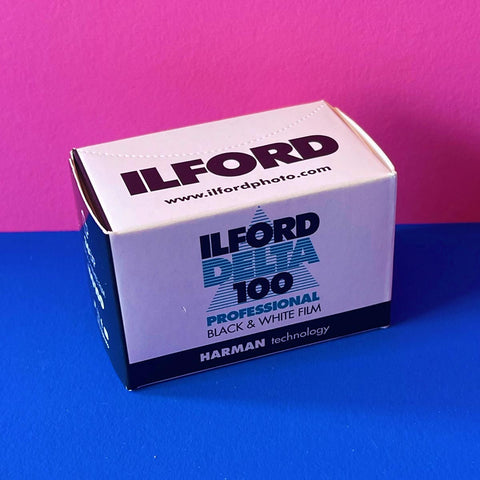 ILFORD
www.ilfordphoto.com
ILFORD
DELTA
100
PROFESSIONAL
BLACK & WHITE FILM
HARMAN technology